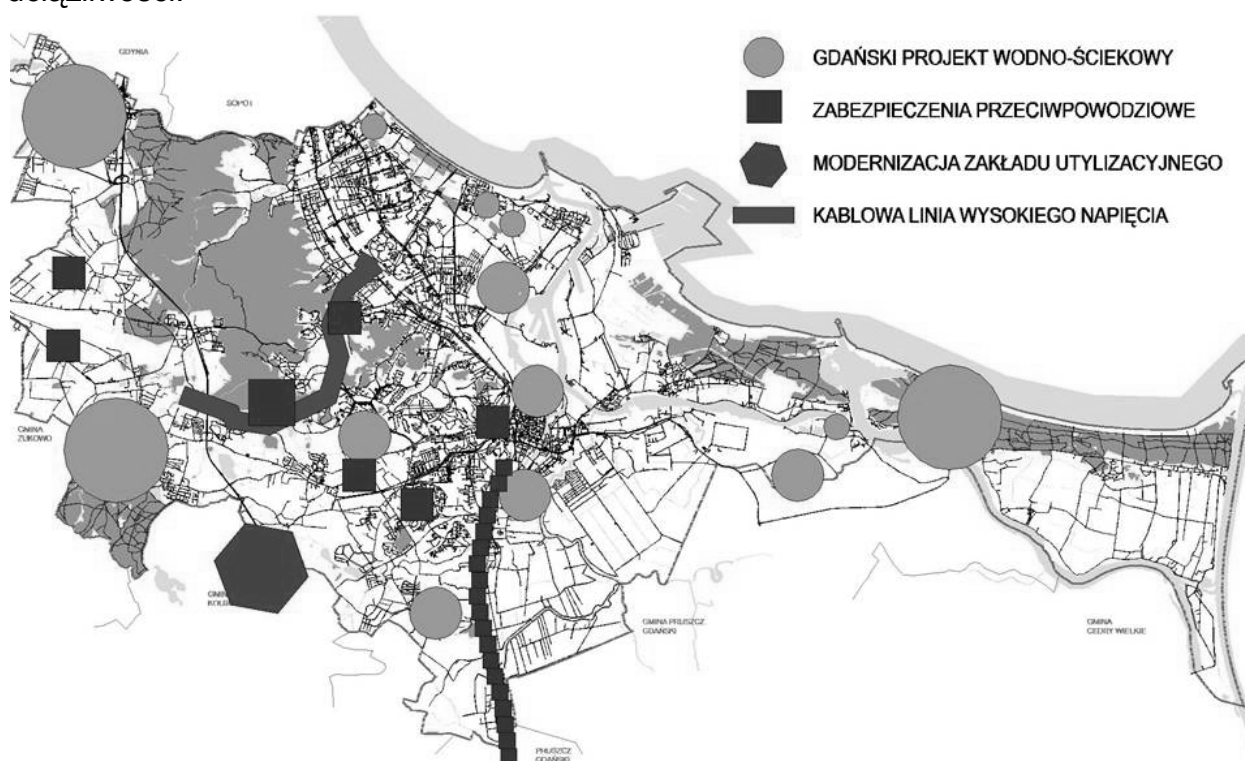 GDYNIA
SOPOT
GDAŃSKI PROJEKT WODNO-ŚCIEKOWY
ZABEZPIECZENIA PRZECIWPOWODZIOWE
MODERNIZACJA ZAKŁADU UTYLIZACYJNEGO
KABLOWA LINIA WYSOKIEGO NAPIĘCIA
GMINA
ŻUKOWO
GMINA PRUSZCZ
GDAŃSKI
GMINA
CEDRY WIELKIE
PRUSZCZ
GDAŃSKI